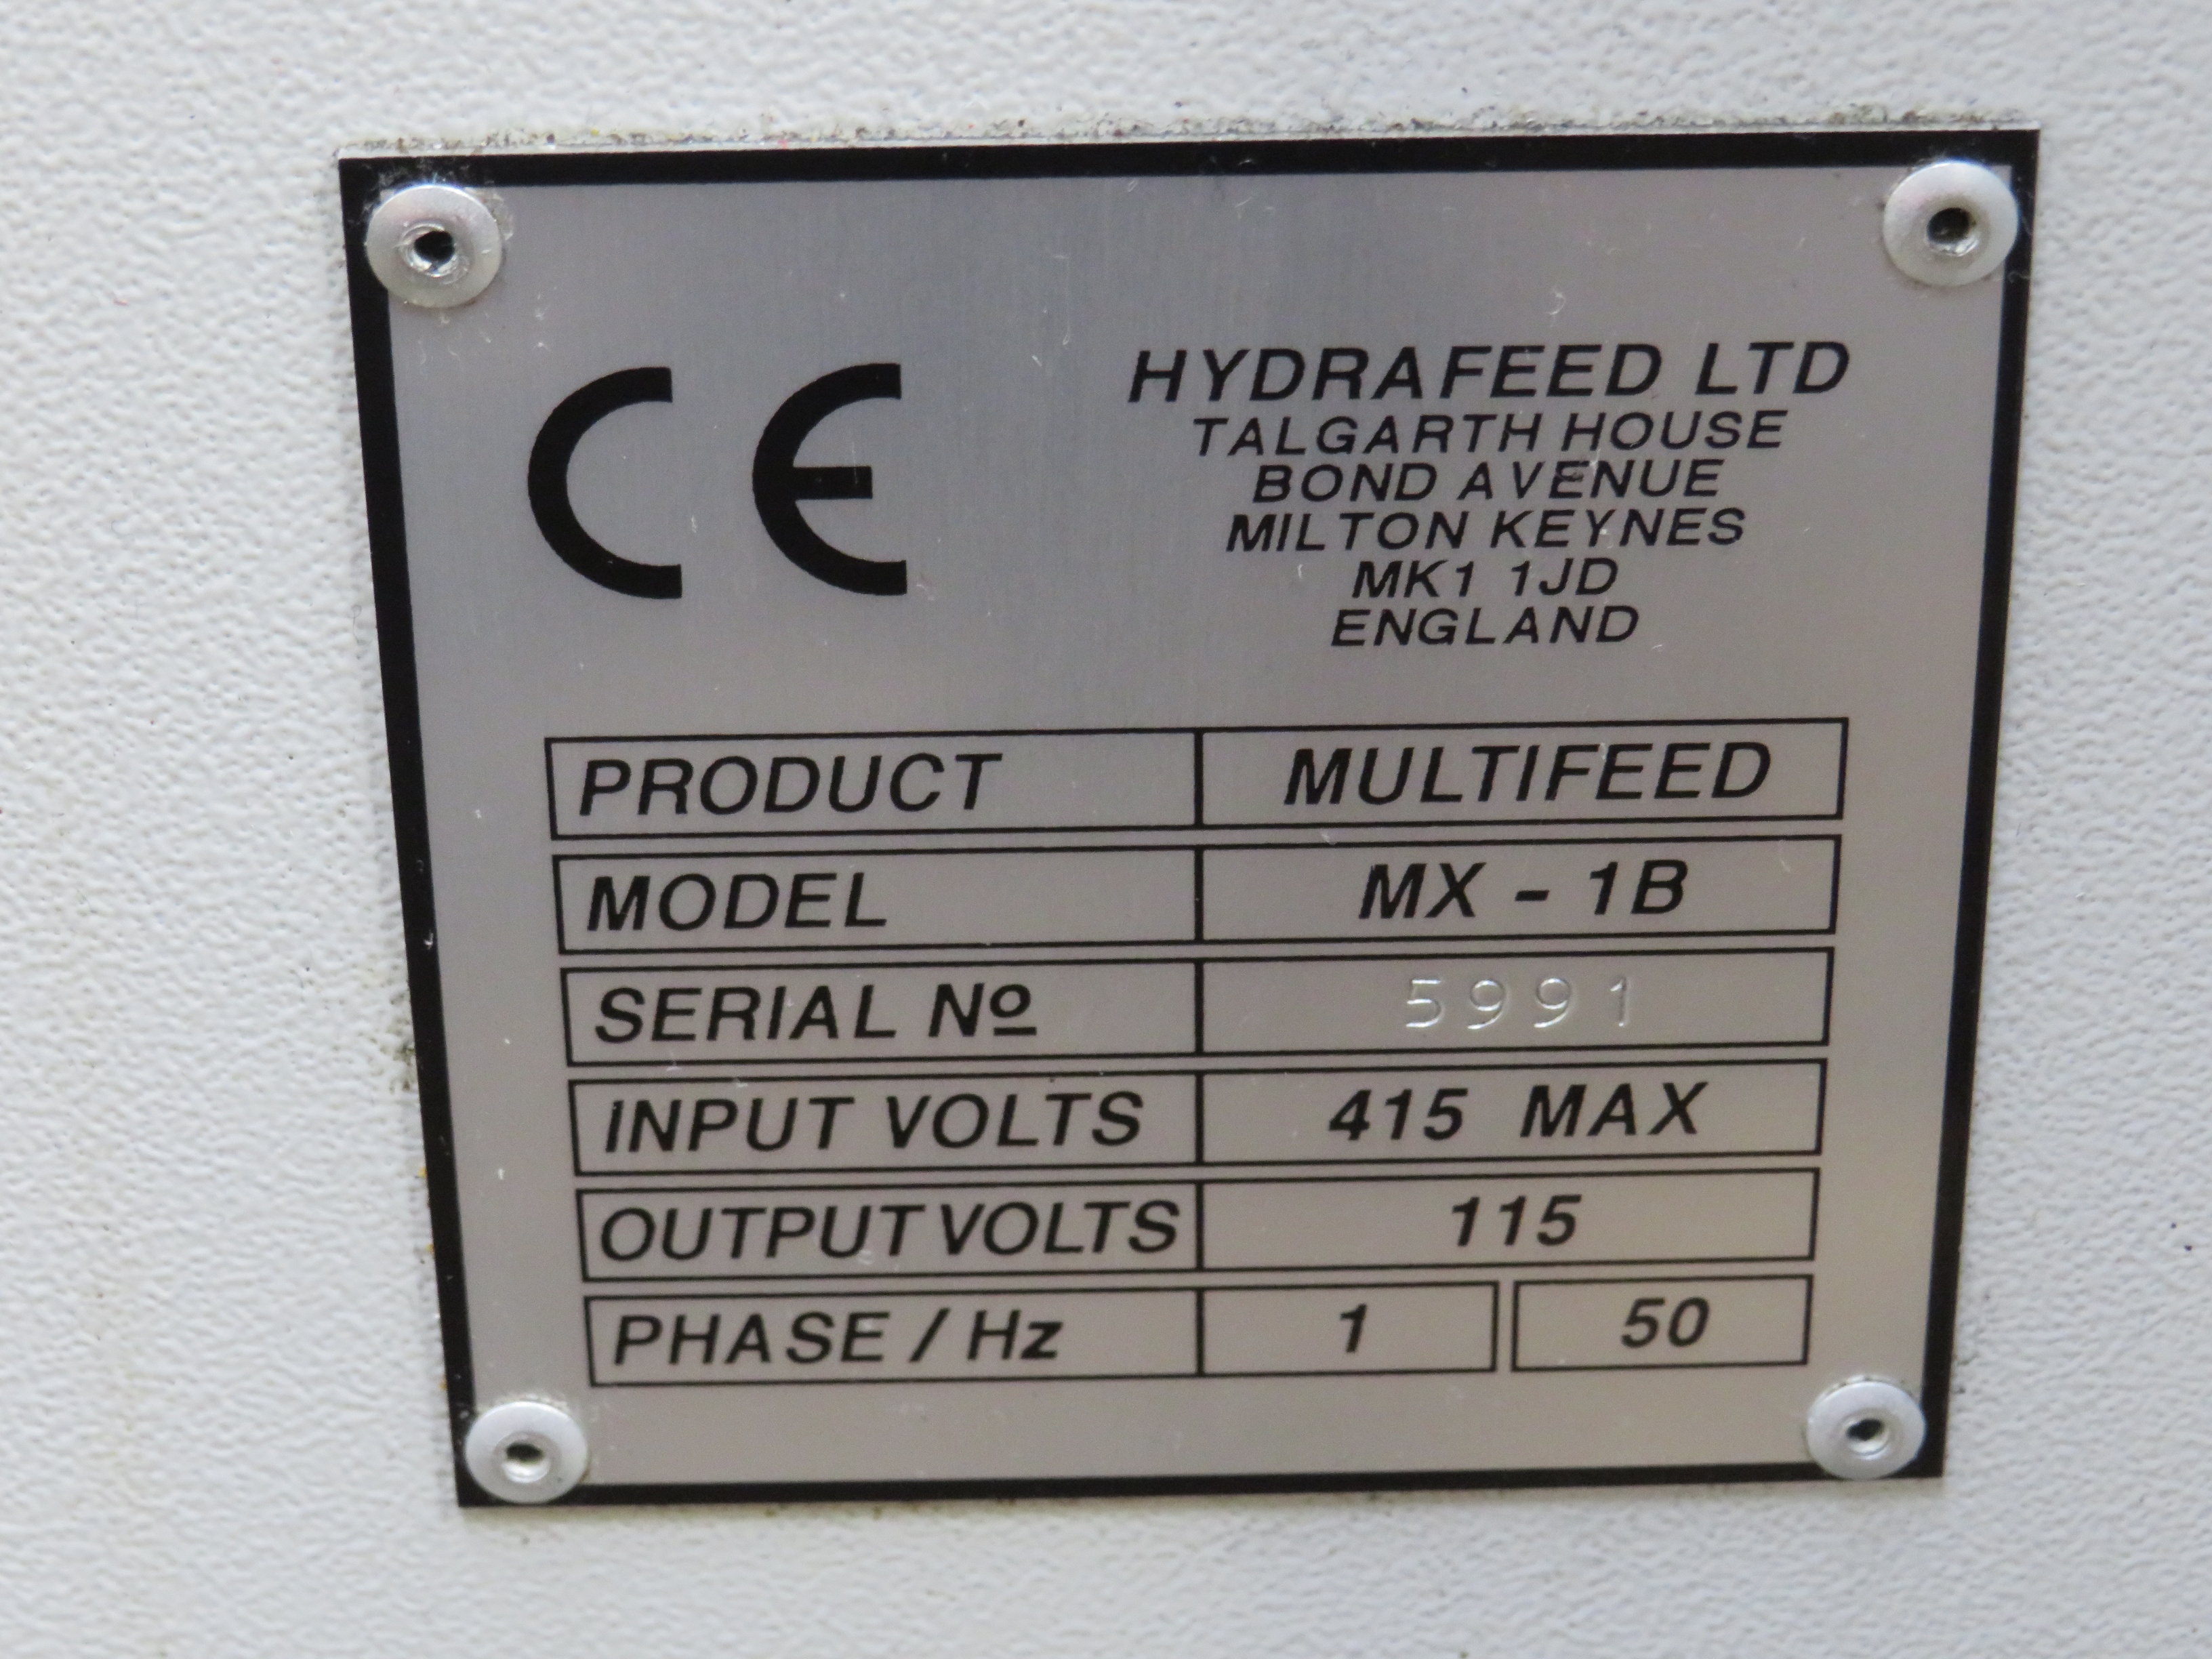 CE
HYDRAFEED LTD
TALGARTH HOUSE
BOND AVENUE
MILTON KEYNES
MK1 1JD
ENGLAND
PRODUCT MULTIFEED
MODEL MX - 1B
SERIAL Nº 5991
INPUT VOLTS 415 MAX
OUTPUT VOLTS 115
PHASE / Hz 1 50